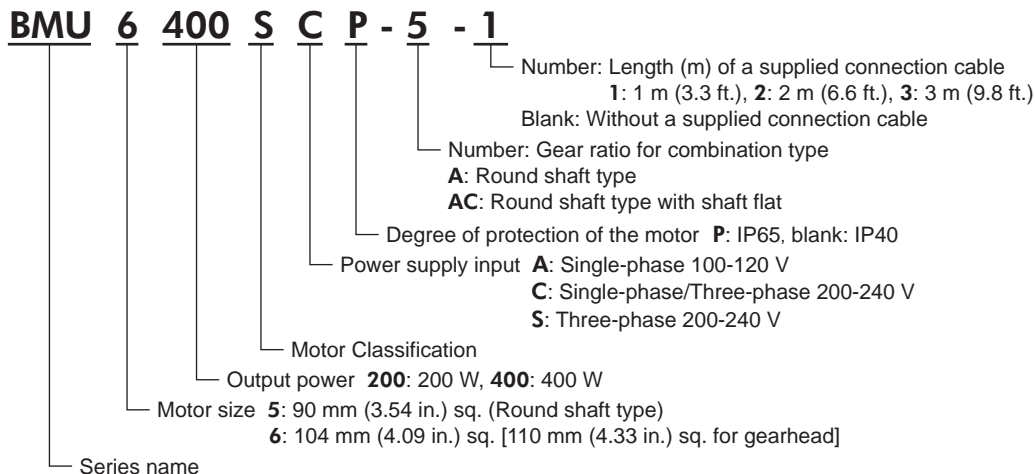 BMU 6 400 S C P - 5 - 1
Number: Length (m) of a supplied connection cable
1: 1 m (3.3 ft.), 2: 2 m (6.6 ft.), 3: 3 m (9.8 ft.)
Blank: Without a supplied connection cable
Number: Gear ratio for combination type
A: Round shaft type
AC: Round shaft type with shaft flat
Degree of protection of the motor P: IP65, blank: IP40
Power supply input A: Single-phase 100-120 V
C: Single-phase/Three-phase 200-240 V
S: Three-phase 200-240 V
Motor Classification
Output power 200: 200 W, 400: 400 W
Motor size 5: 90 mm (3.54 in.) sq. (Round shaft type)
6: 104 mm (4.09 in.) sq. [110 mm (4.33 in.) sq. for gearhead]
Series name